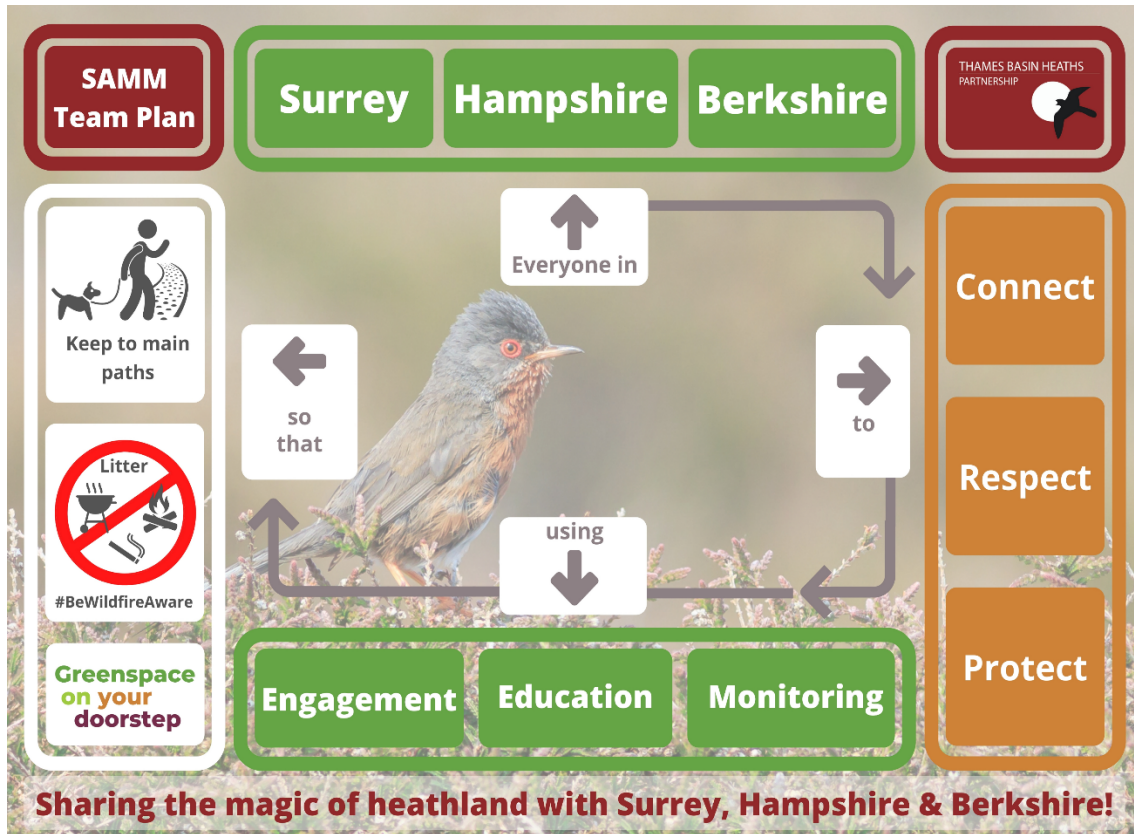 SAMM
Team Plan
Surrey
Hampshire
Berkshire
THAMES BASIN HEATHS
PARTNERSHIP
Everyone in
to
Connect
Respect
Protect
using
Engagement
Education
Monitoring
so
that
Keep to main
paths
Litter
#BeWildfireAware
Greenspace
on your
doorstep
Sharing the magic of heathland with Surrey, Hampshire & Berkshire!